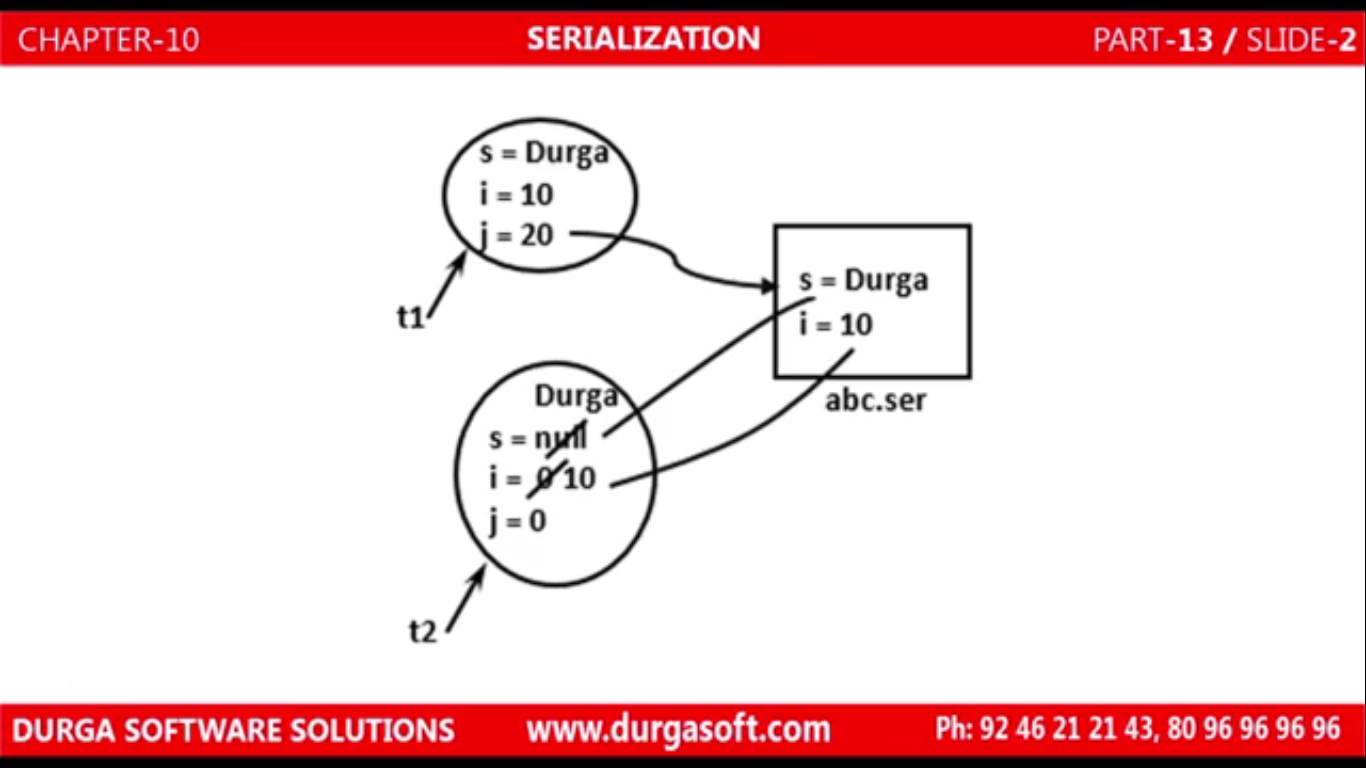 CHAPTER-10
SERIALIZATION
PART-13 / SLIDE-2
s = Durga
i = 10
j = 20
t1
s = Durga
i = 10
abc.ser
Durga
s = null
i = 0 10
j = 0
t2
DURGA SOFTWARE SOLUTIONS
www.durgasoft.com
Ph: 92 46 21 21 43, 80 96 96 96 96